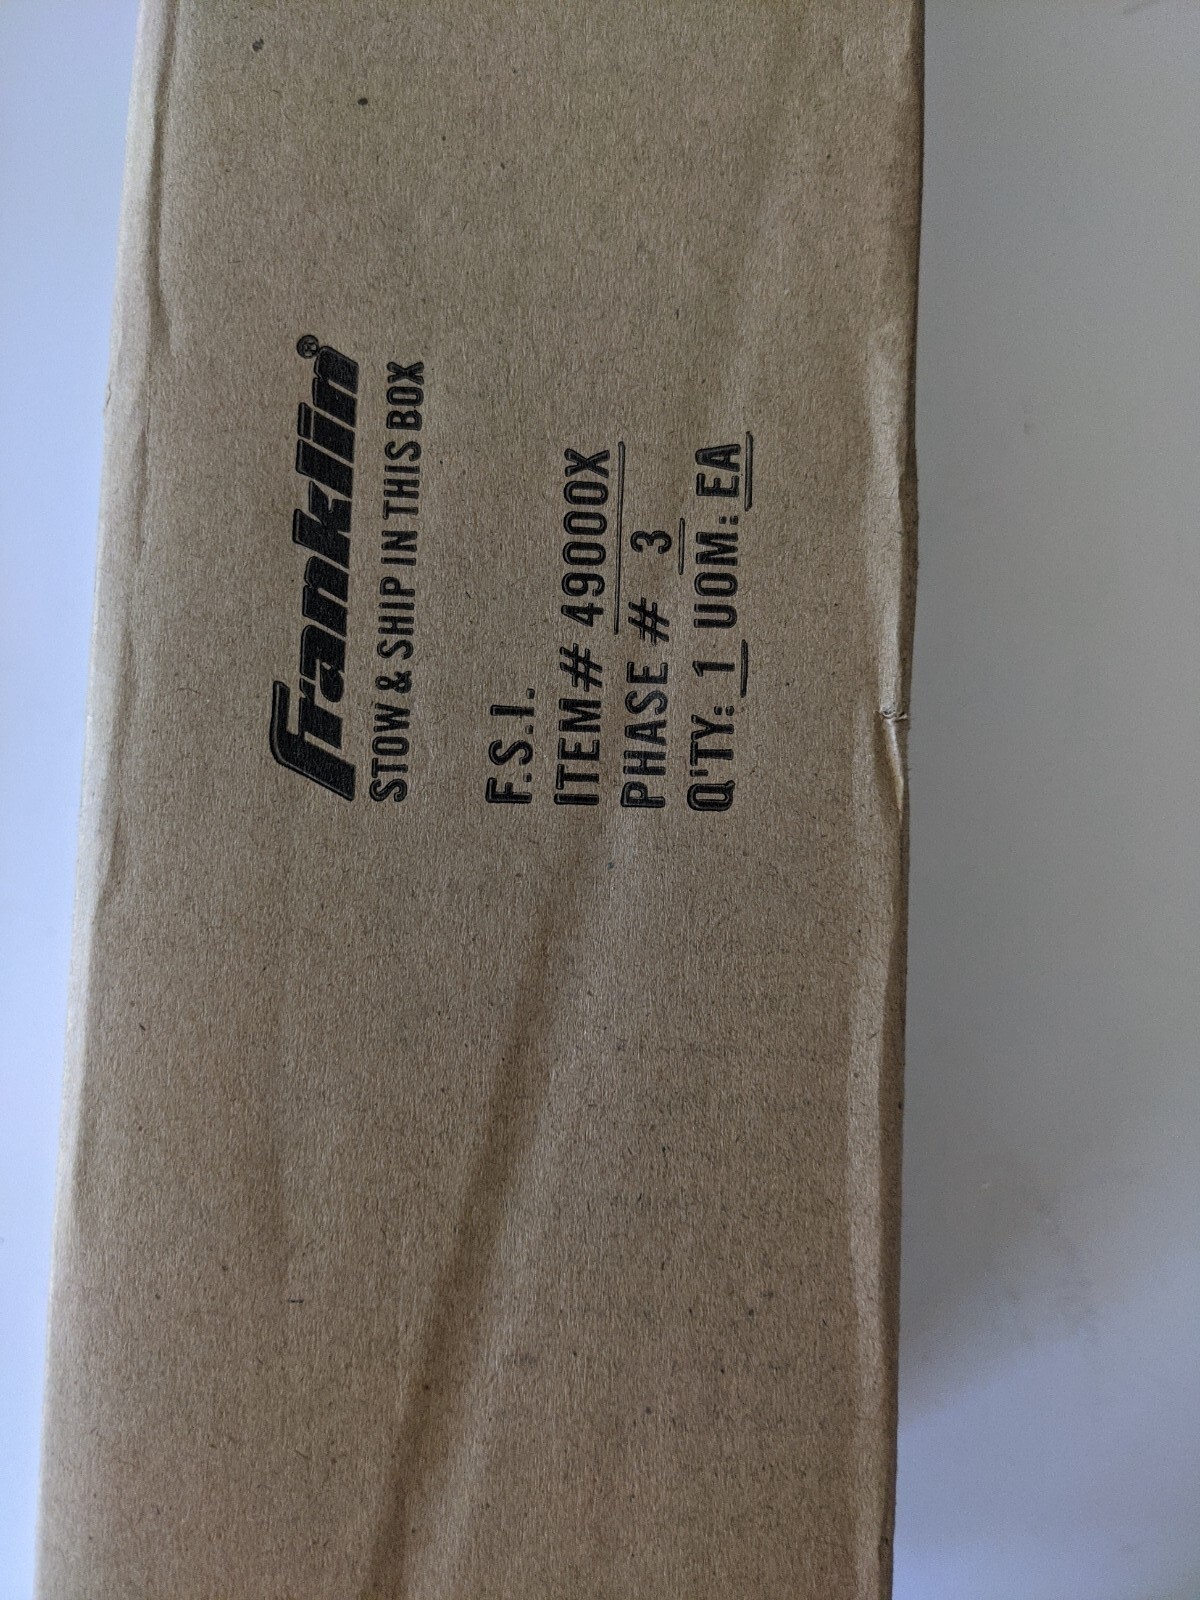 Franklin®
STOW & SHIP IN THIS BOX
F.S.I.
ITEM# 49000X
PHASE # 3
Q'TY: 1 UOM: EA